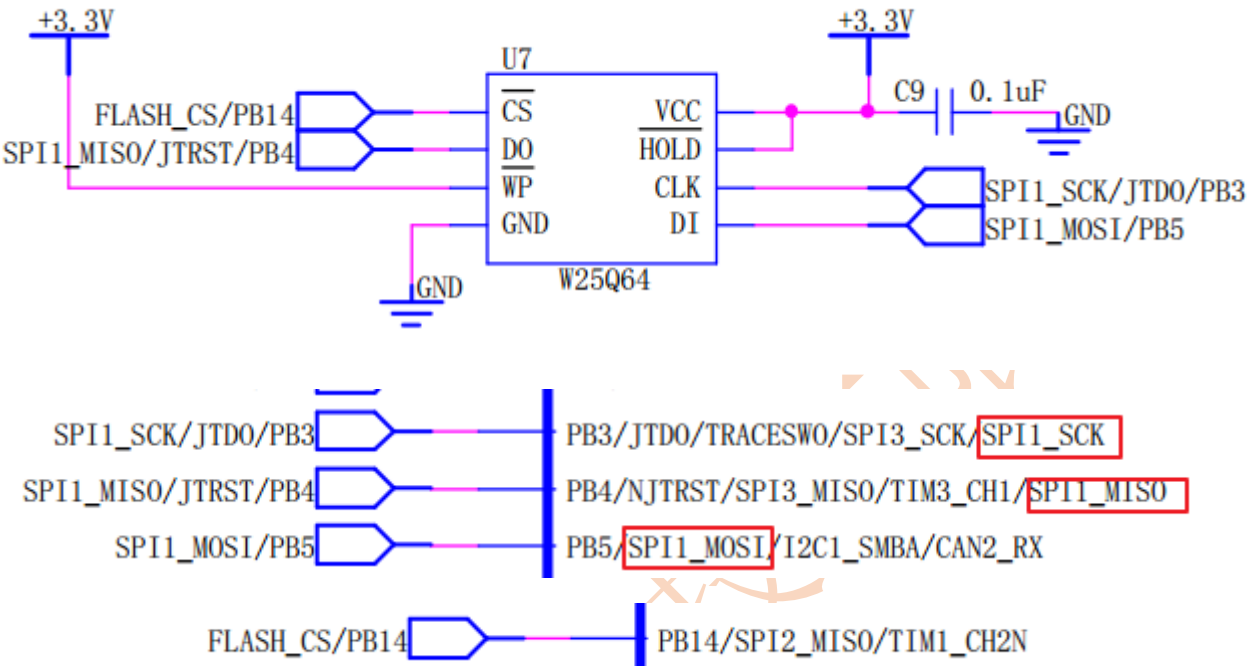 +3.3V
+3.3V
U7
C9 0.1uF
GND
FLASH_CS/PB14
CS VCC
SPI1_MISO/JTRST/PB4
DO HOLD
WP CLK
SPI1_SCK/JTDO/PB3
GND DI
SPI1_MOSI/PB5
GND
W25Q64
SPI1_SCK/JTDO/PB3 PB3/JTDO/TRACESWO/SPI3_SCK/SPI1_SCK
SPI1_MISO/JTRST/PB4 PB4/NJTRST/SPI3_MISO/TIM3_CH1/SPI1_MISO
SPI1_MOSI/PB5 PB5/SPI1_MOSI/I2C1_SMBA/CAN2_RX
FLASH_CS/PB14 PB14/SPI2_MISO/TIM1_CH2N